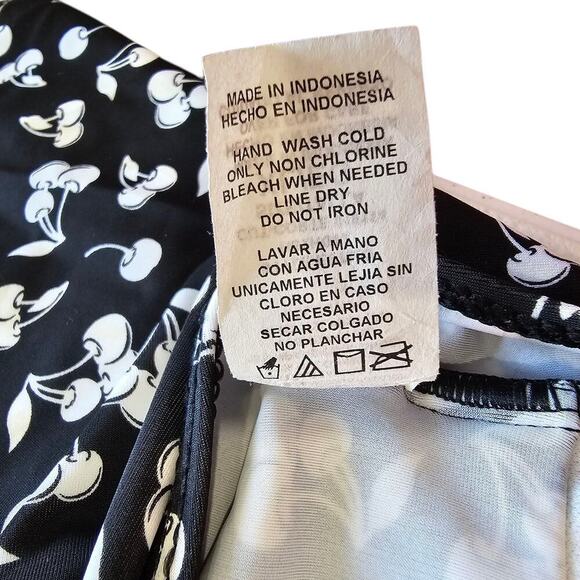 MADE IN INDONESIA
HECHO EN INDONESIA
HAND WASH COLD
ONLY NON CHLORINE
BLEACH WHEN NEEDED
LINE DRY
DO NOT IRON
LAVAR A MANO
CON AGUA FRIA
UNICAMENTE LEJIA SIN
CLORO EN CASO
NECESARIO
SECAR COLGADO
NO PLANCHAR